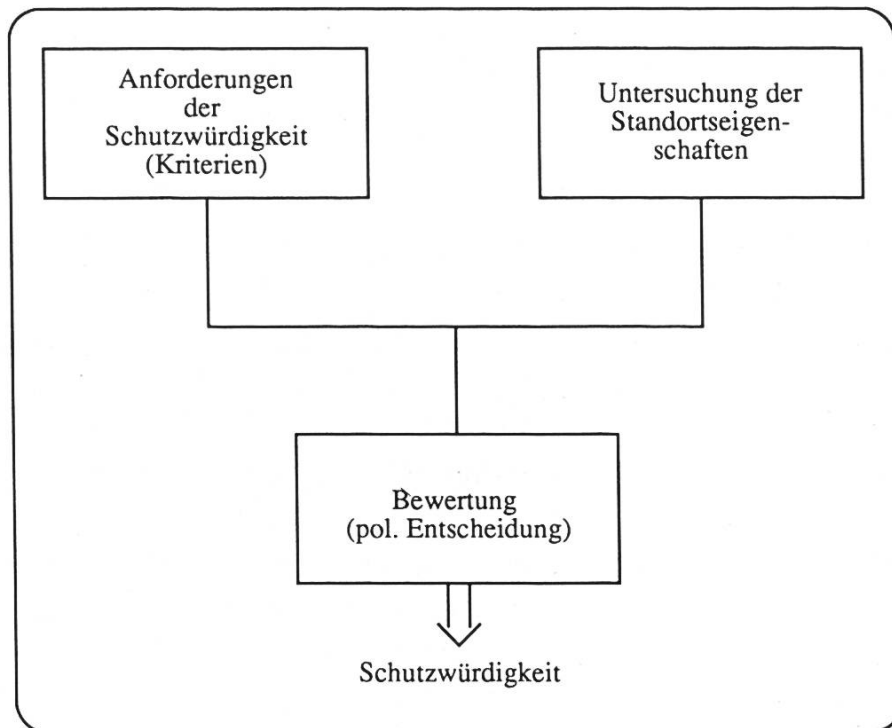 Anforderungen
der
Schutzwürdigkeit
(Kriterien)
Untersuchung der
Standortseigen-
schaften
Bewertung
(pol. Entscheidung)
Schutzwürdigkeit